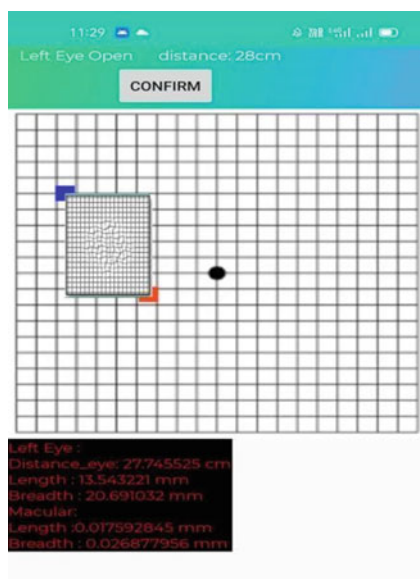 11:29
Left Eye Open distance: 28cm
CONFIRM
Left Eye :
Distance_eye: 27.745525 cm
Length : 13.543221 mm
Breadth : 20.691032 mm
Macular:
Length :0.017592845 mm
Breadth : 0.026877956 mm